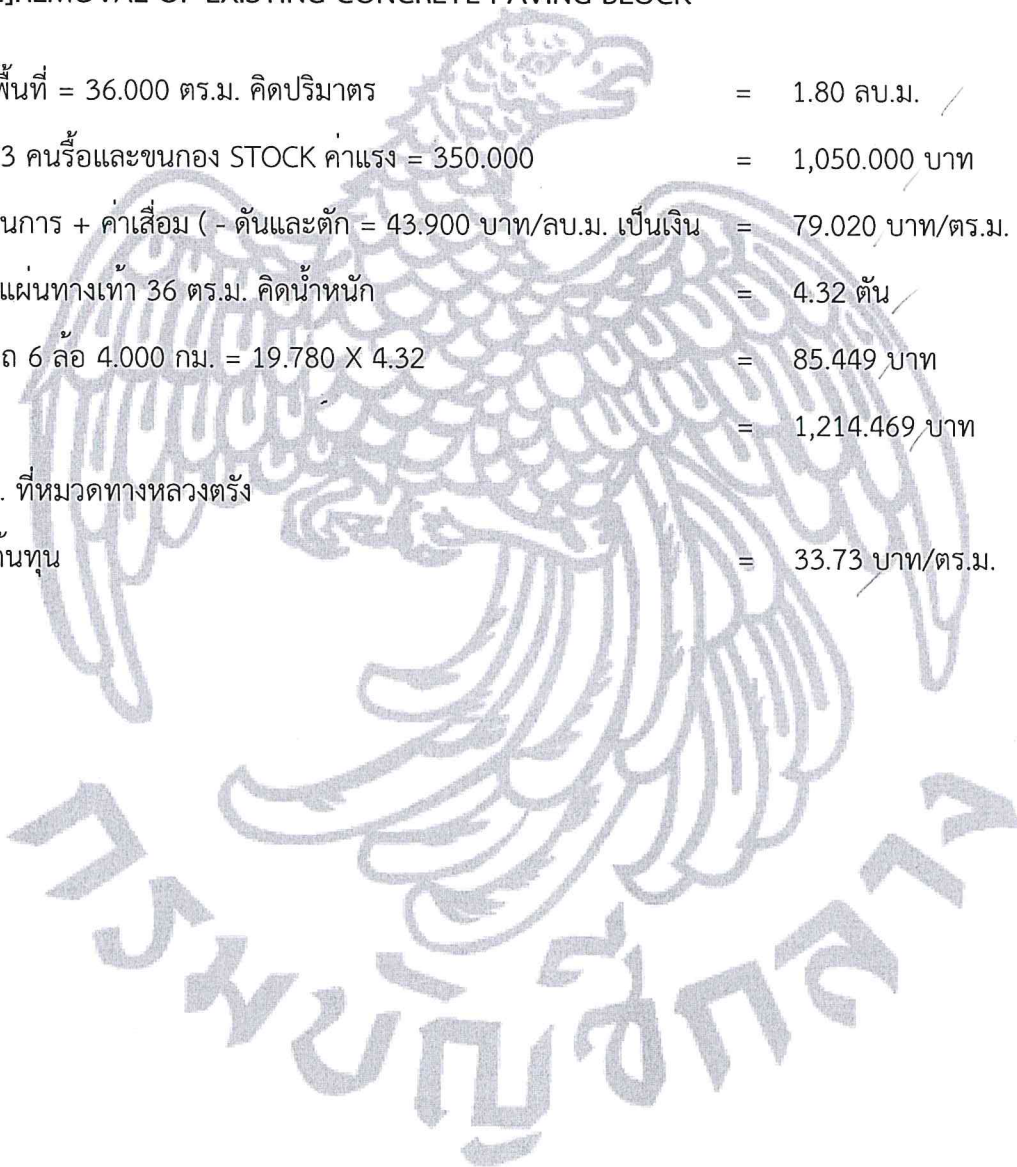 REMOVAL OF EXISTING CONCRETE PAVING BLOCK
พื้นที่ = 36.000 ตร.ม. คิดปริมาตร = 1.80 ลบ.ม.
3 คนรื้อและขนกอง STOCK ค่าแรง = 350.000 = 1,050.000 บาท
นการ + ค่าเสื่อม ( - ดันและตัก = 43.900 บาท/ลบ.ม. เป็นเงิน = 79.020 บาท/ตร.ม.
แผ่นทางเท้า 36 ตร.ม. คิดน้ำหนัก = 4.32 ตัน
ถ 6 ล้อ 4.000 กม. = 19.780 X 4.32 = 85.449 บาท
= 1,214.469 บาท
. ที่หมวดทางหลวงตรัง
นทุน = 33.73 บาท/ตร.ม.
กรมบัญชีกลาง